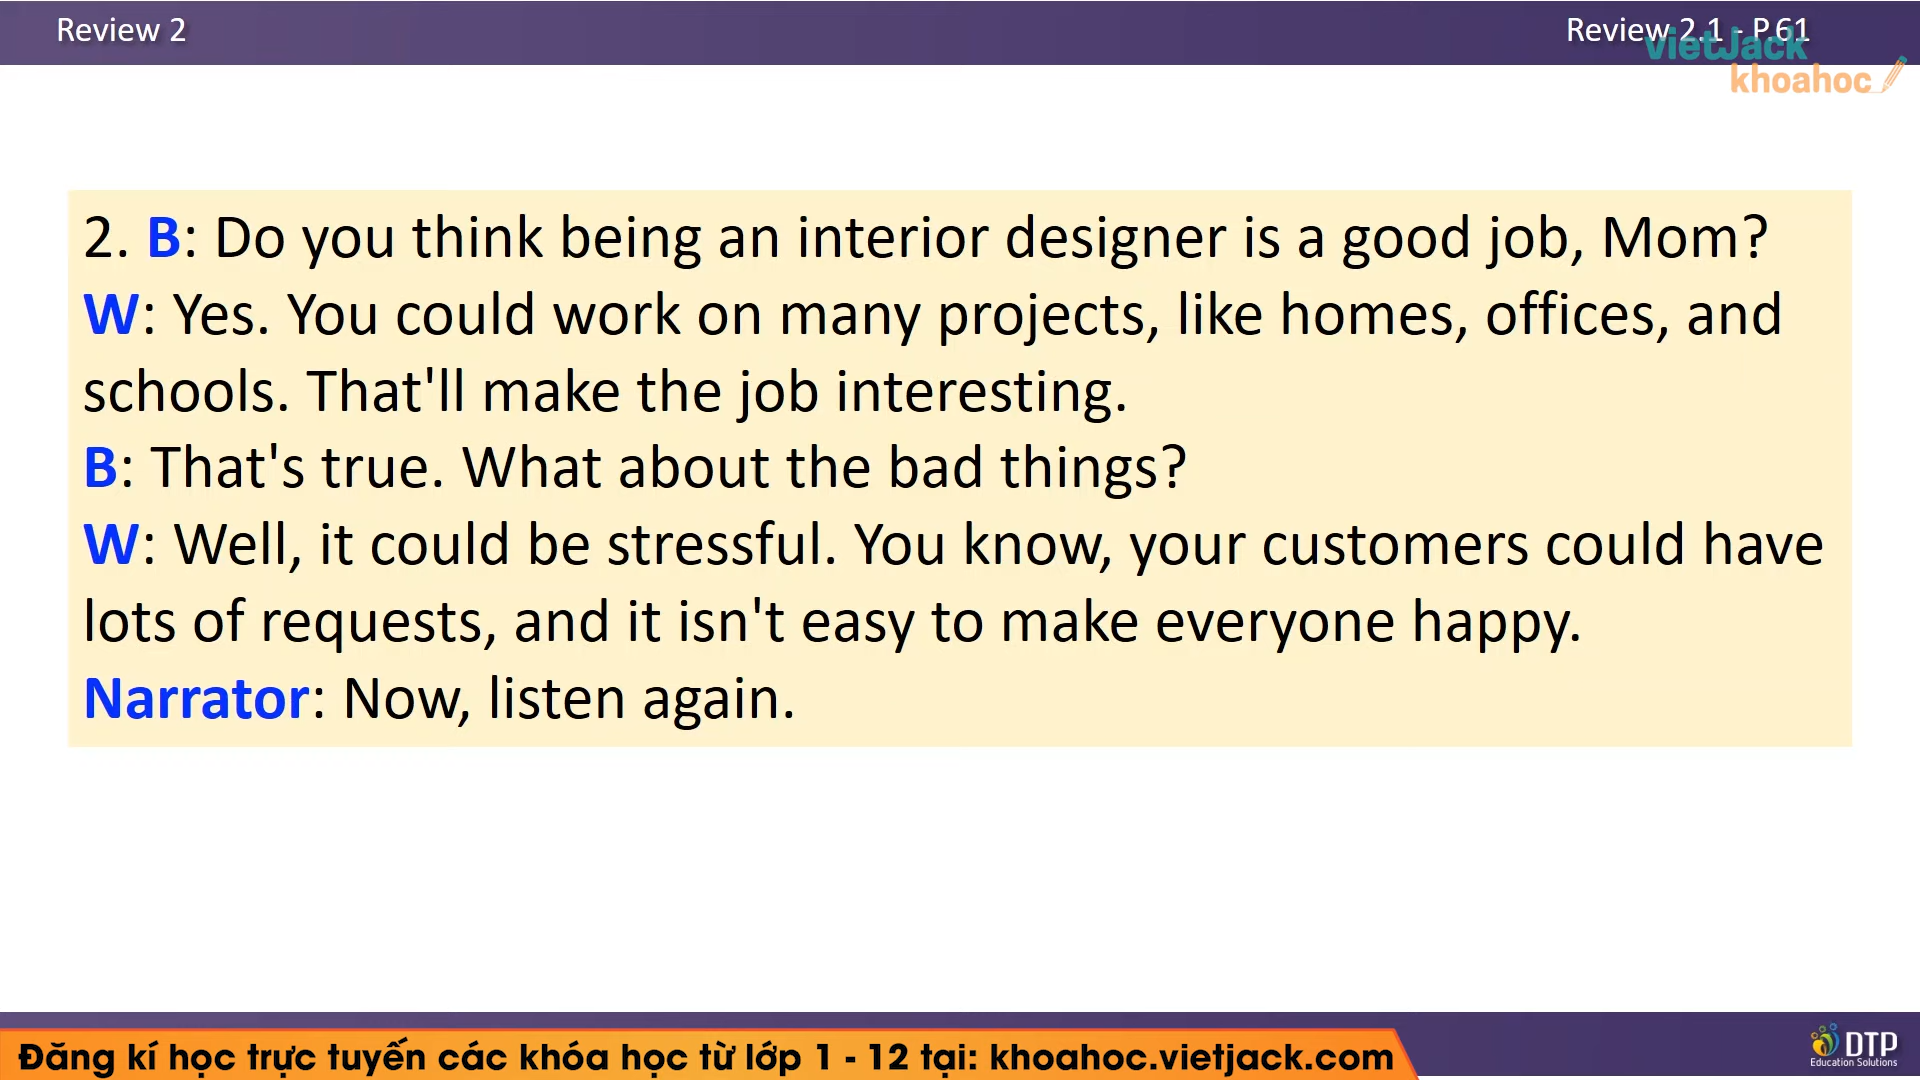 Review 2
Review 2.1 - P.61
vietJack
khoahoc
2. B: Do you think being an interior designer is a good job, Mom?
W: Yes. You could work on many projects, like homes, offices, and
schools. That'll make the job interesting.
B: That's true. What about the bad things?
W: Well, it could be stressful. You know, your customers could have
lots of requests, and it isn't easy to make everyone happy.
Narrator: Now, listen again.
Đăng kí học trực tuyến các khóa học từ lớp 1 - 12 tại: khoahoc.vietjack.com
DTP
Education Solutions